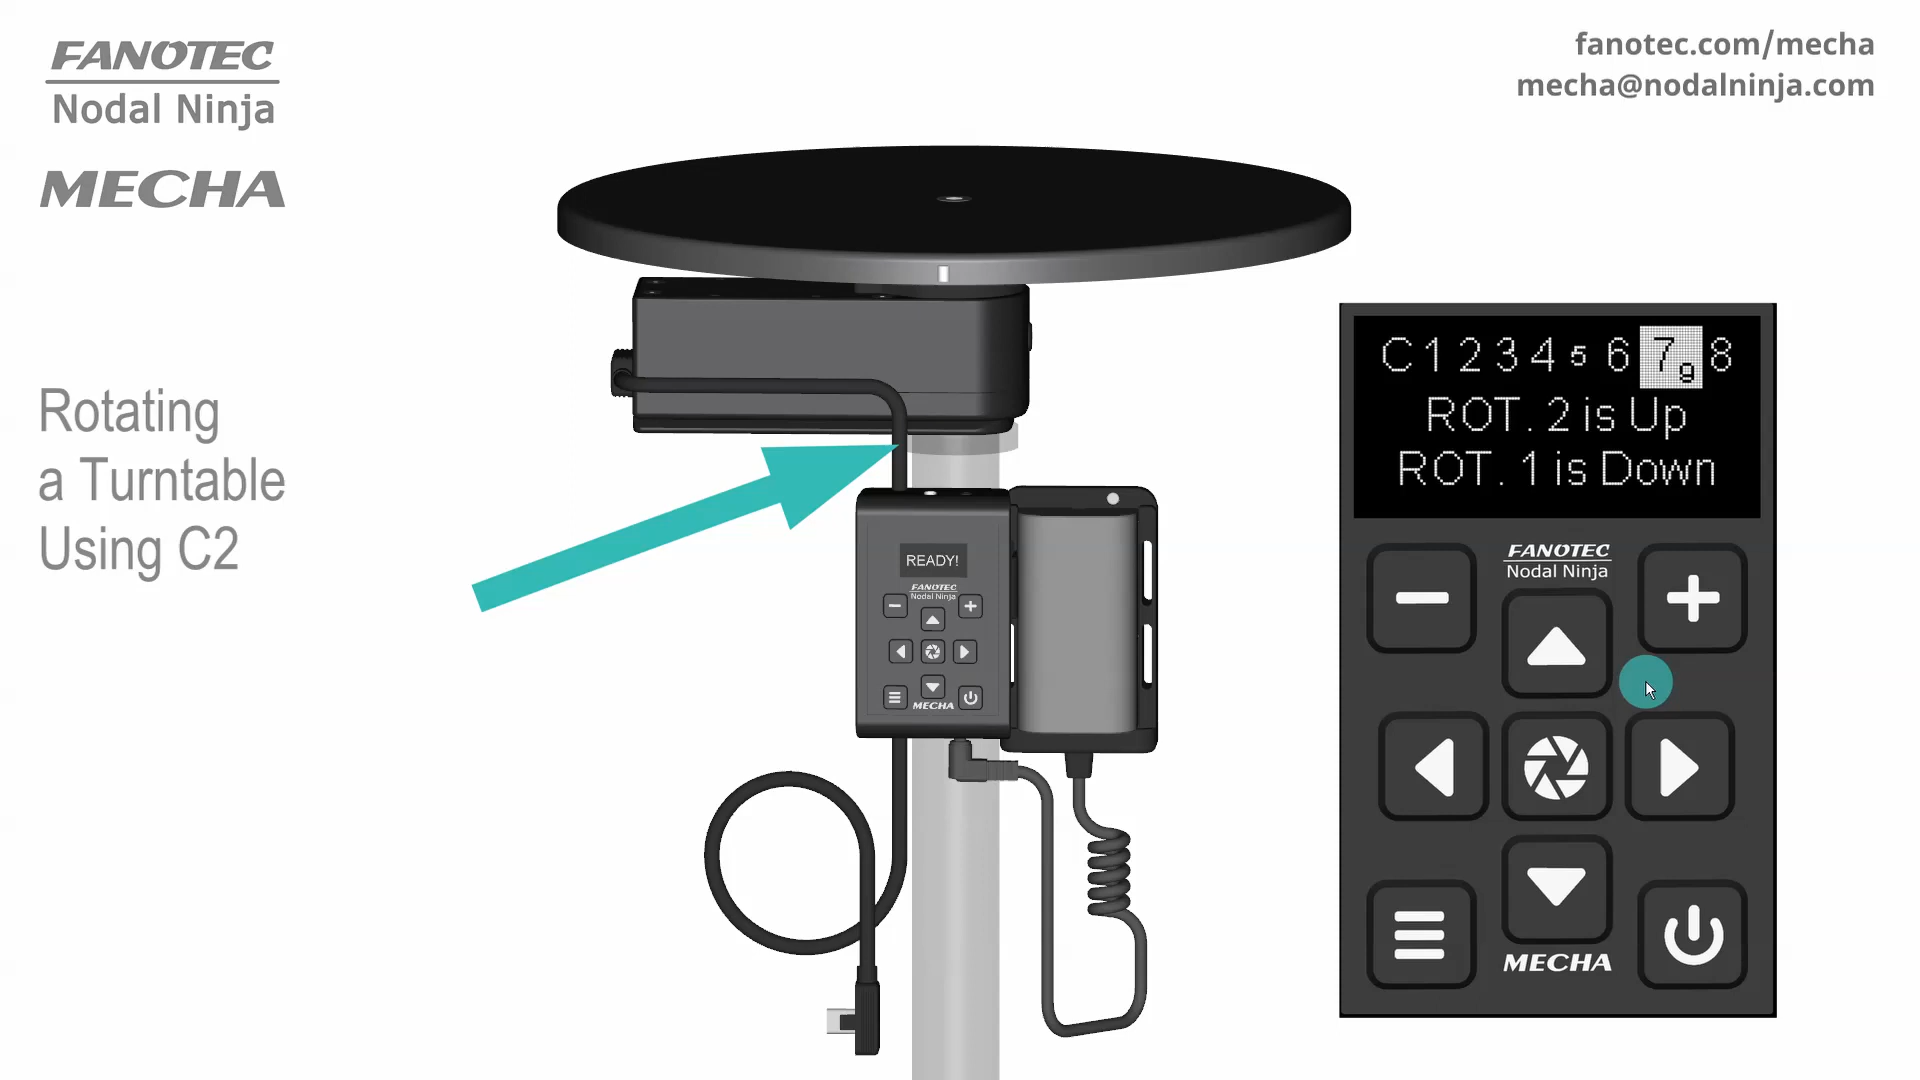 FANOTEC
Nodal Ninja
MECHA
fanotec.com/mecha
mecha@nodalninja.com
Rotating
a Turntable
Using C2
READY!
FANOTEC
Nodal Ninja
MECHA
C 1 2 3 4 5 6 7g 8
ROT. 2 is Up
ROT. 1 is Down
FANOTEC
Nodal Ninja
MECHA